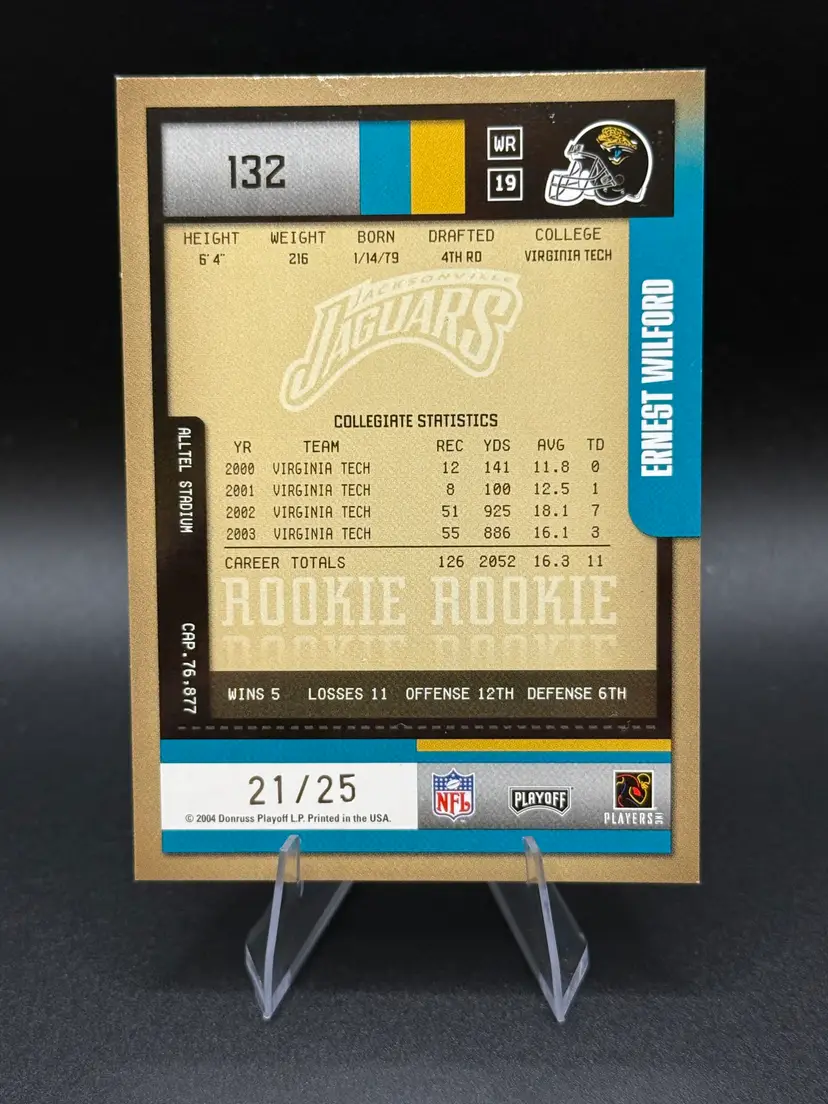 132
WR
19
HEIGHT WEIGHT BORN DRAFTED COLLEGE
6' 4" 216 1/14/79 4TH RD VIRGINIA TECH
JACKSONVILLE
JAGUARS
ERNEST WILFORD
COLLEGIATE STATISTICS
YR TEAM REC YDS AVG TD
2000 VIRGINIA TECH 12 141 11.8 0
2001 VIRGINIA TECH 8 100 12.5 1
2002 VIRGINIA TECH 51 925 18.1 7
2003 VIRGINIA TECH 55 886 16.1 3
CAREER TOTALS 126 2052 16.3 11
ROOKIE ROOKIE
ROOKIE ROOKIE
ALLTEL STADIUM
CAP.76,877
WINS 5 LOSSES 11 OFFENSE 12TH DEFENSE 6TH
21/25
© 2004 Donruss Playoff L.P. Printed in the USA.
NFL
PLAYOFF
PLAYERS INC